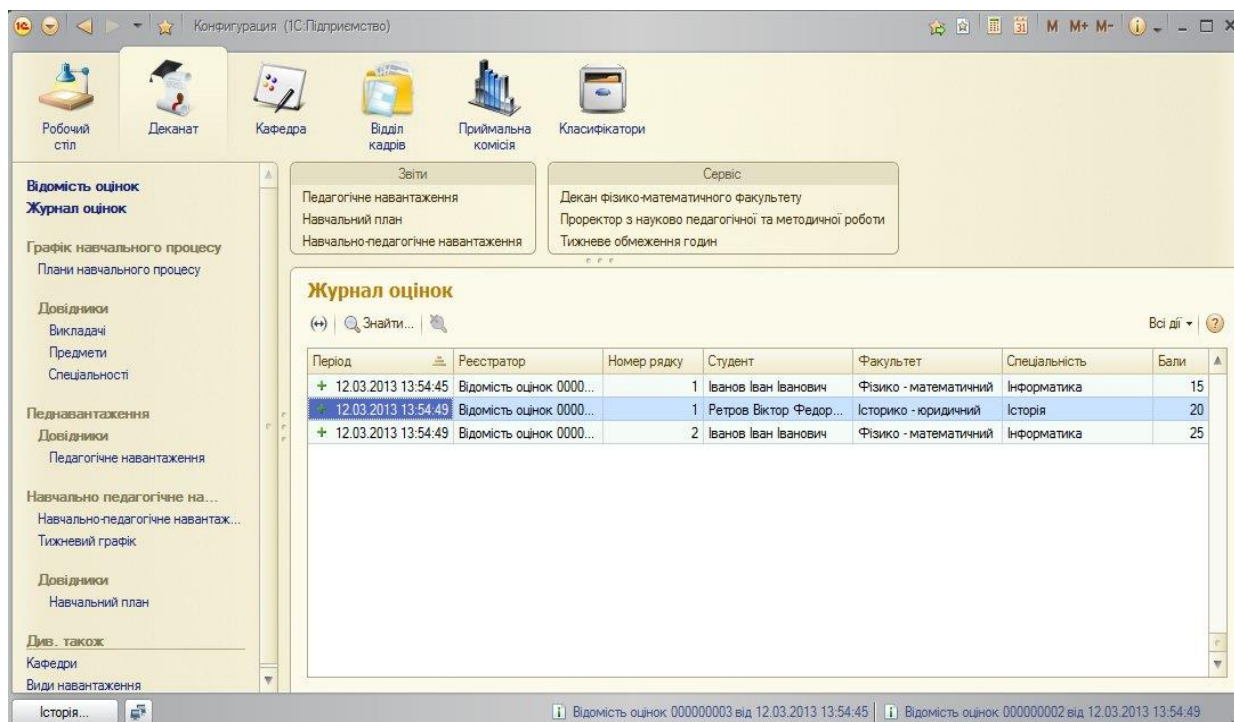 Конфигурация (1С:Підприємство)
31 M M+ M-
Робочий
стіл
Деканат
Кафедра
Відділ
кадрів
Приймальна
комісія
Класифікатори
Відомість оцінок
Журнал оцінок
Графік навчального процесу
Плани навчального процесу
Довідники
Викладачі
Предмети
Спеціальності
Педнавантаження
Довідники
Педагогічне навантаження
Навчально педагогічне на...
Навчально-педагогічне навантаж...
Тижневий графік
Довідники
Навчальний план
Див. також
Кафедри
Види навантаження
Звіти
Педагогічне навантаження
Навчальний план
Навчально-педагогічне навантаження
Сервіс
Декан фізико-математичного факультету
Проректор з науково педагогічної та методичної роботи
Тижневе обмеження годин
Журнал оцінок
Знайти...
Всі дії
Період Реєстратор Номер рядку Студент Факультет Спеціальність Бали
12.03.2013 13:54:45 Відомість оцінок 0000... 1 Іванов Іван Іванович Фізико - математичний Інформатика 15
12.03.2013 13:54:49 Відомість оцінок 0000... 1 Ретров Віктор Федор... Історико - юридичний Історія 20
12.03.2013 13:54:49 Відомість оцінок 0000... 2 Іванов Іван Іванович Фізико - математичний Інформатика 25
Історія...
Відомість оцінок 000000003 від 12.03.2013 13:54:45
Відомість оцінок 000000002 від 12.03.2013 13:54:49